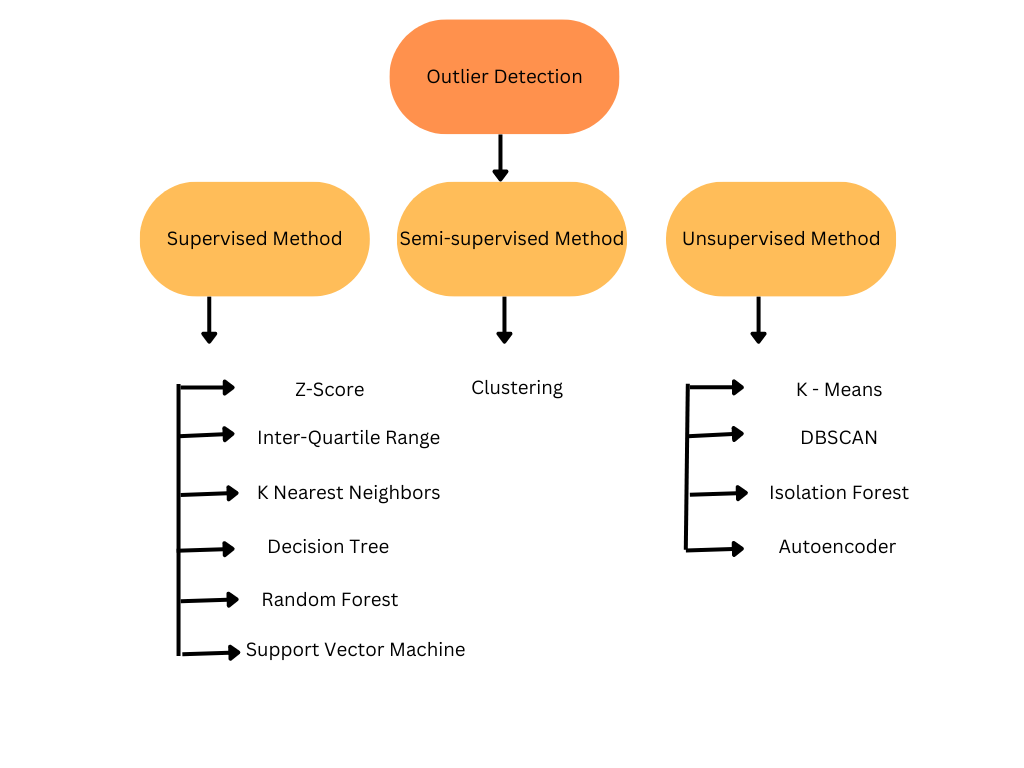 Outlier Detection
Supervised Method
Semi-supervised Method
Unsupervised Method
Z-Score
Inter-Quartile Range
K Nearest Neighbors
Decision Tree
Random Forest
Support Vector Machine
Clustering
K - Means
DBSCAN
Isolation Forest
Autoencoder